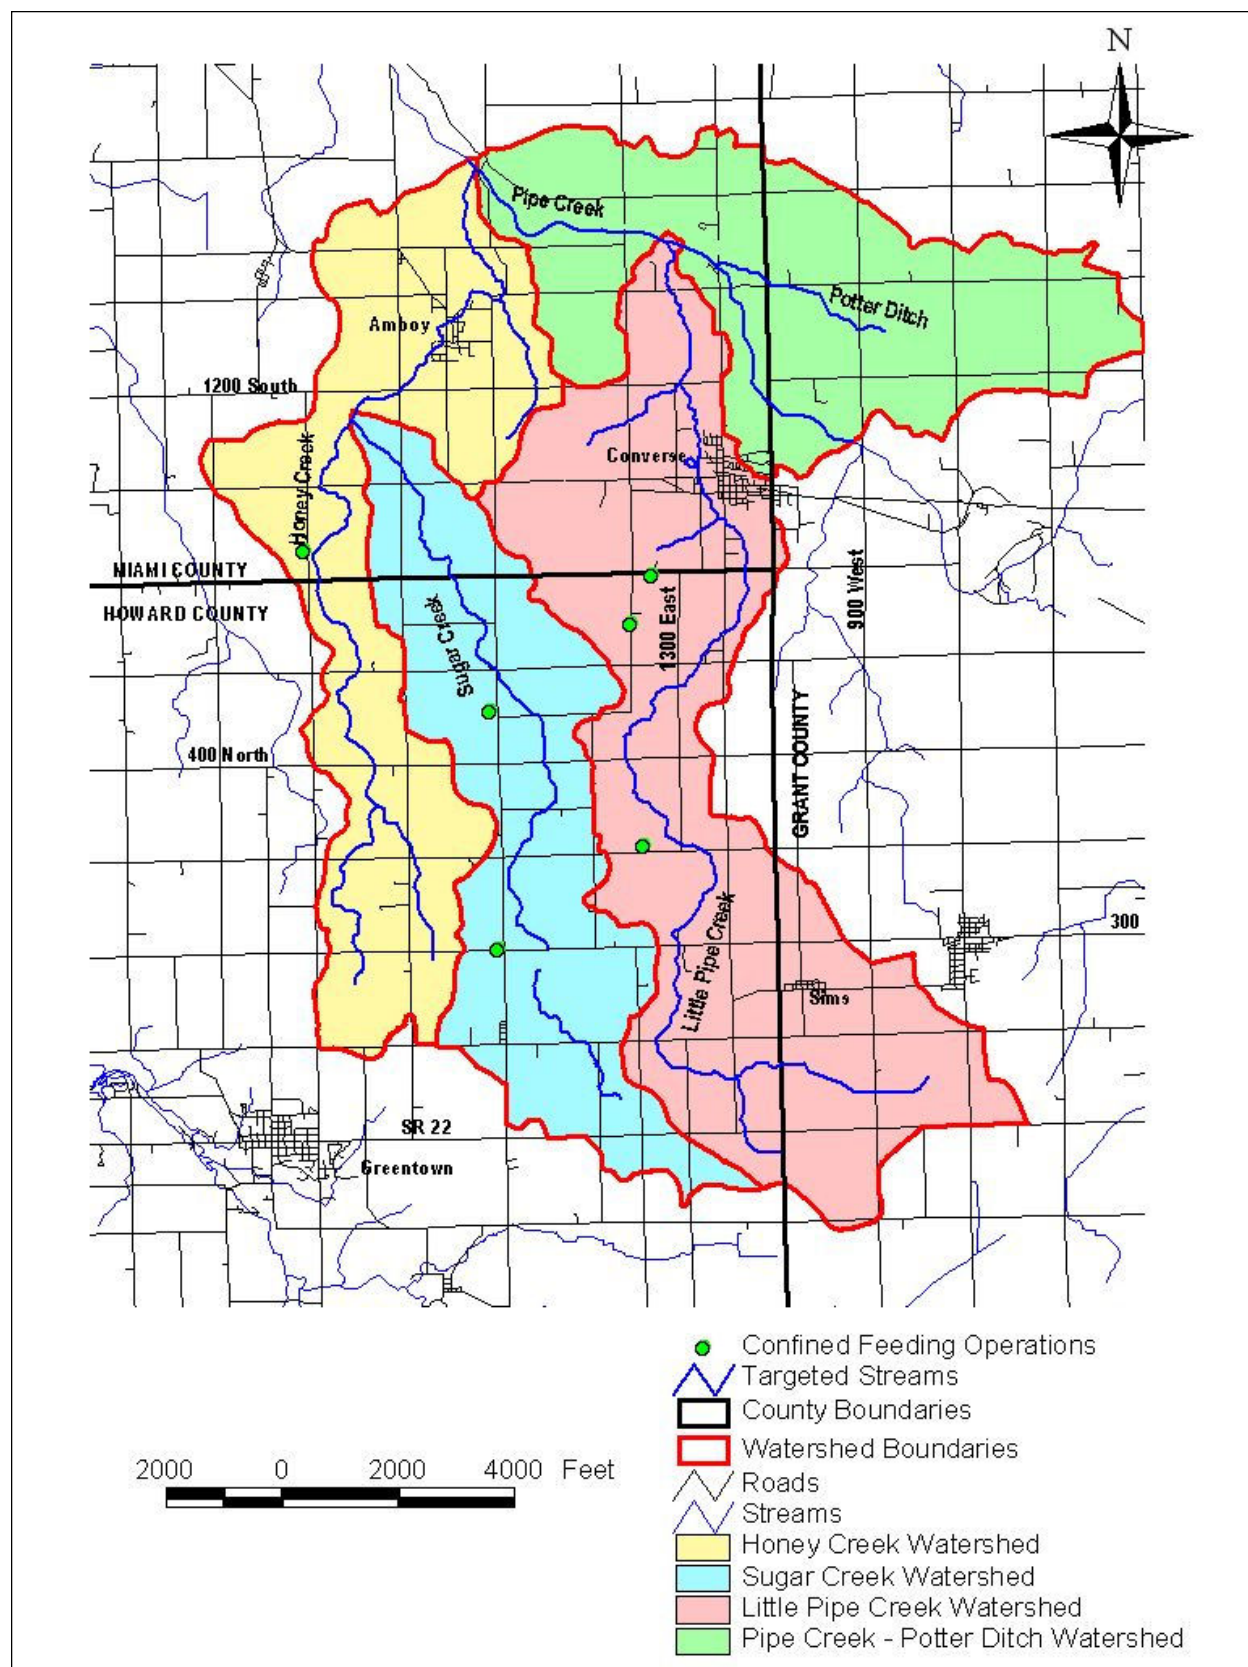 N
Pipe Creek
Potter Ditch
Amboy
1200 South
Honey Creek
Converse
MIAMI COUNTY
HOWARD COUNTY
900 West
1300 East
Sugar Creek
400 North
GRANT COUNTY
300
Little Pipe Creek
Sims
SR 22
Greentown
Confined Feeding Operations
Targeted Streams
County Boundaries
Watershed Boundaries
2000 0 2000 4000 Feet
Roads
Streams
Honey Creek Watershed
Sugar Creek Watershed
Little Pipe Creek Watershed
Pipe Creek - Potter Ditch Watershed